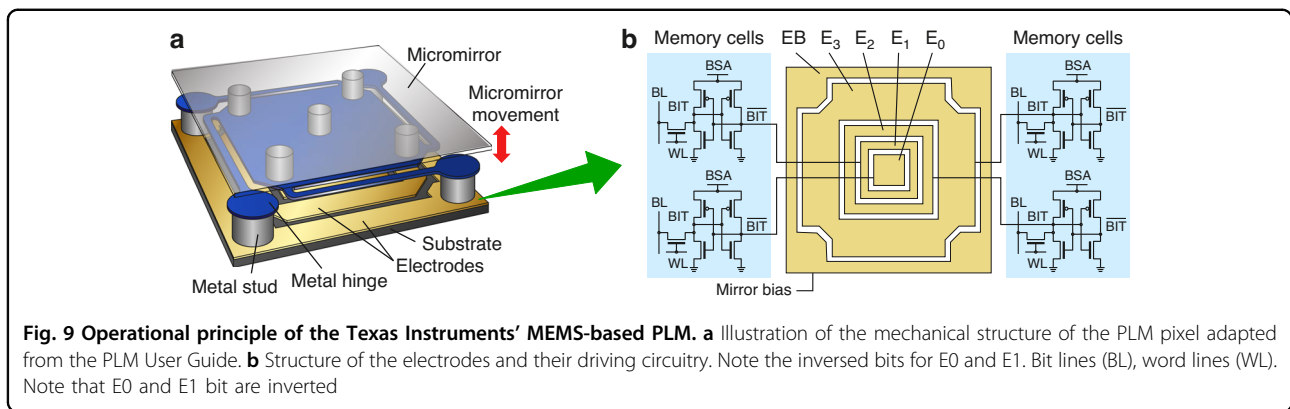 a
Micromirror
Micromirror
movement
Substrate
Electrodes
Metal hinge
Metal stud
b
Memory cells
EB E₃ E₂ E₁ E₀
Memory cells
BSA
BL
BIT
B̅I̅T̅
WL
BSA
BL
BIT
B̅I̅T̅
WL
BSA
BL
BIT
B̅I̅T̅
WL
BSA
BL
BIT
B̅I̅T̅
WL
Mirror bias
Fig. 9 Operational principle of the Texas Instruments’ MEMS-based PLM. a Illustration of the mechanical structure of the PLM pixel adapted
from the PLM User Guide. b Structure of the electrodes and their driving circuitry. Note the inversed bits for E0 and E1. Bit lines (BL), word lines (WL).
Note that E0 and E1 bit are inverted